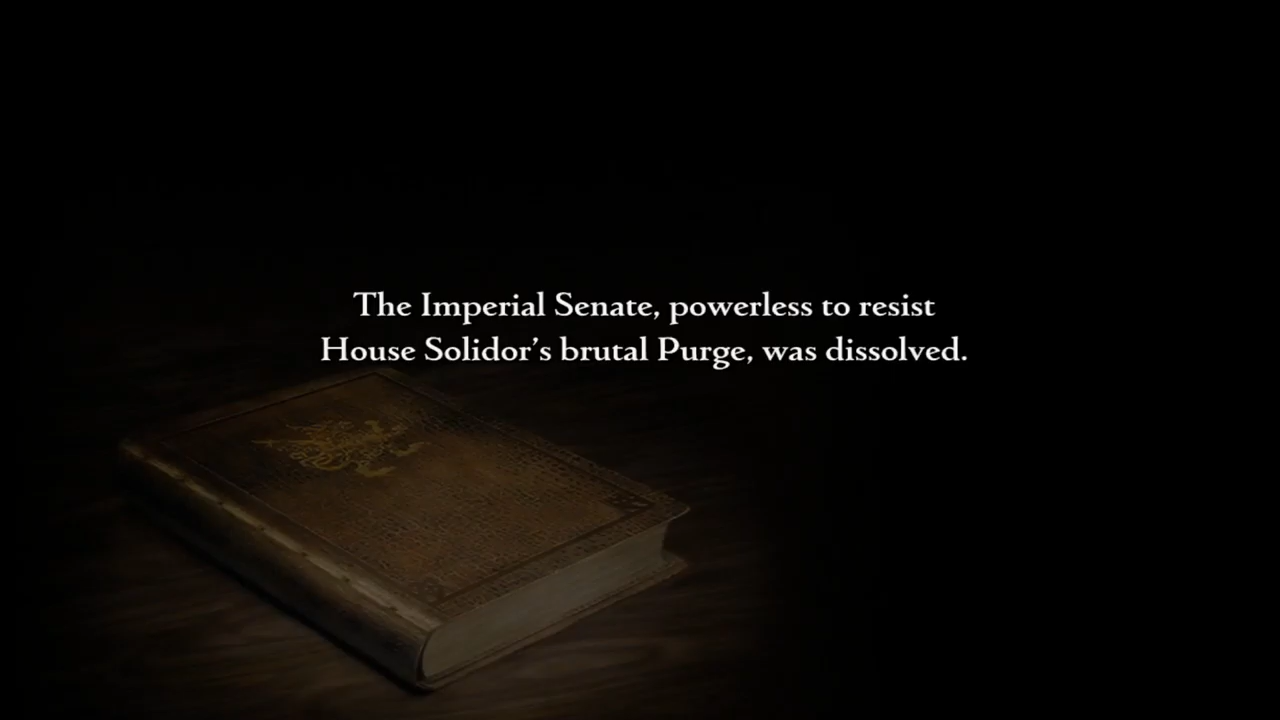 The Imperial Senate, powerless to resist
House Solidor’s brutal Purge, was dissolved.